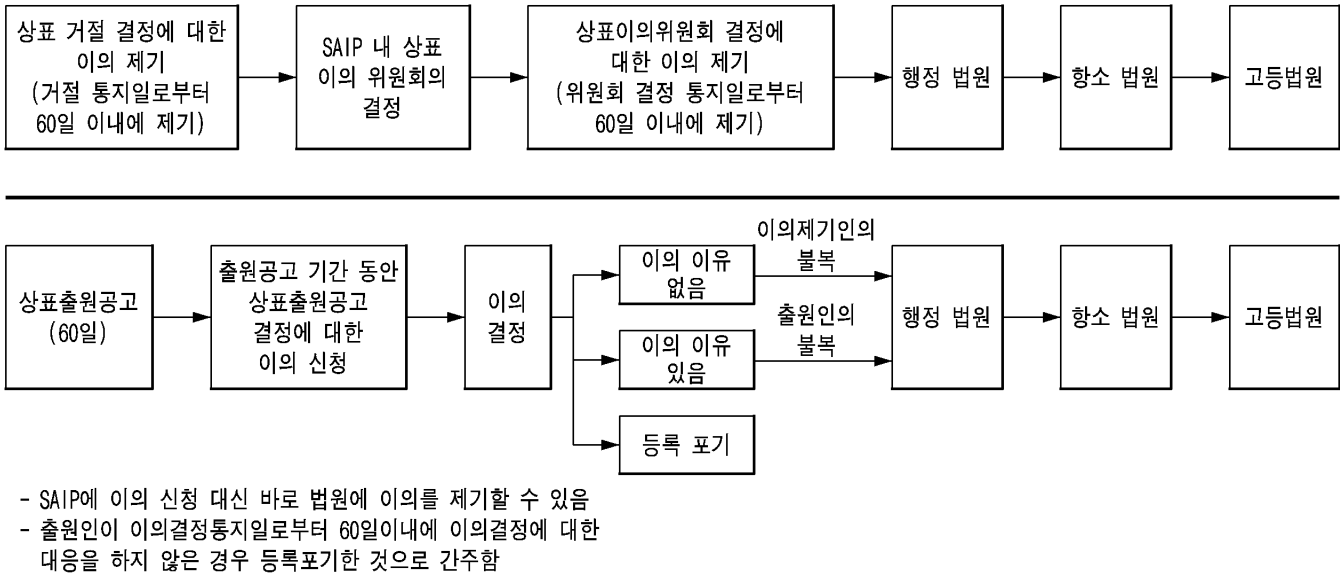 상표 거절 결정에 대한
이의 제기
(거절 통지일로부터
60일 이내에 제기)
SAIP 내 상표
이의 위원회의
결정
상표이의위원회 결정에
대한 이의 제기
(위원회 결정 통지일로부터
60일 이내에 제기)
행정 법원
항소 법원
고등법원
상표출원공고
(60일)
출원공고 기간 동안
상표출원공고
결정에 대한
이의 신청
이의
결정
이의 이유
없음
이의제기인의
불복
이의 이유
있음
출원인의
불복
등록 포기
행정 법원
항소 법원
고등법원
- SAIP에 이의 신청 대신 바로 법원에 이의를 제기할 수 있음
- 출원인이 이의결정통지일로부터 60일이내에 이의결정에 대한
대응을 하지 않은 경우 등록포기한 것으로 간주함